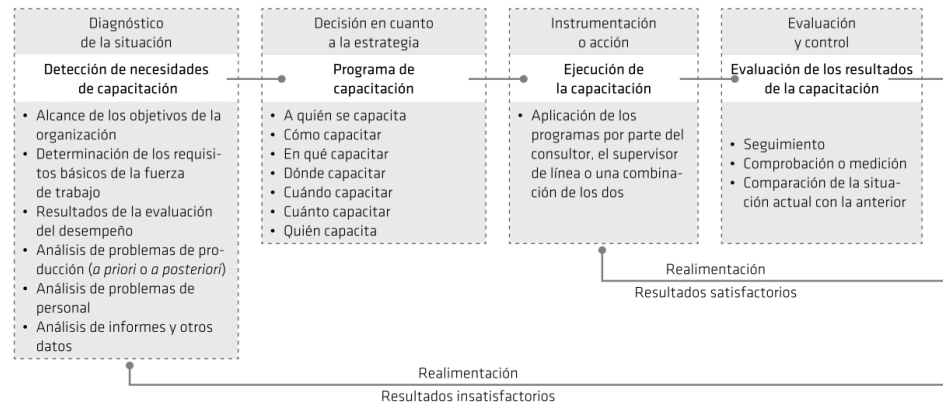 Diagnóstico
de la situación
Detección de necesidades
de capacitación
• Alcance de los objetivos de la
organización
• Determinación de los requisi-
tos básicos de la fuerza
de trabajo
• Resultados de la evaluación
del desempeño
• Análisis de problemas de pro-
ducción (a priori o a posteriori)
• Análisis de problemas de
personal
• Análisis de informes y otros
datos
Decisión en cuanto
a la estrategia
Programa de
capacitación
• A quién se capacita
• Cómo capacitar
• En qué capacitar
• Dónde capacitar
• Cuándo capacitar
• Cuánto capacitar
• Quién capacita
Instrumentación
o acción
Ejecución de
la capacitación
• Aplicación de los
programas por parte del
consultor, el supervisor
de línea o una combina-
ción de los dos
Evaluación
y control
Evaluación de los resultados
de la capacitación
• Seguimiento
• Comprobación o medición
• Comparación de la situa-
ción actual con la anterior
Realimentación
Resultados satisfactorios
Realimentación
Resultados insatisfactorios